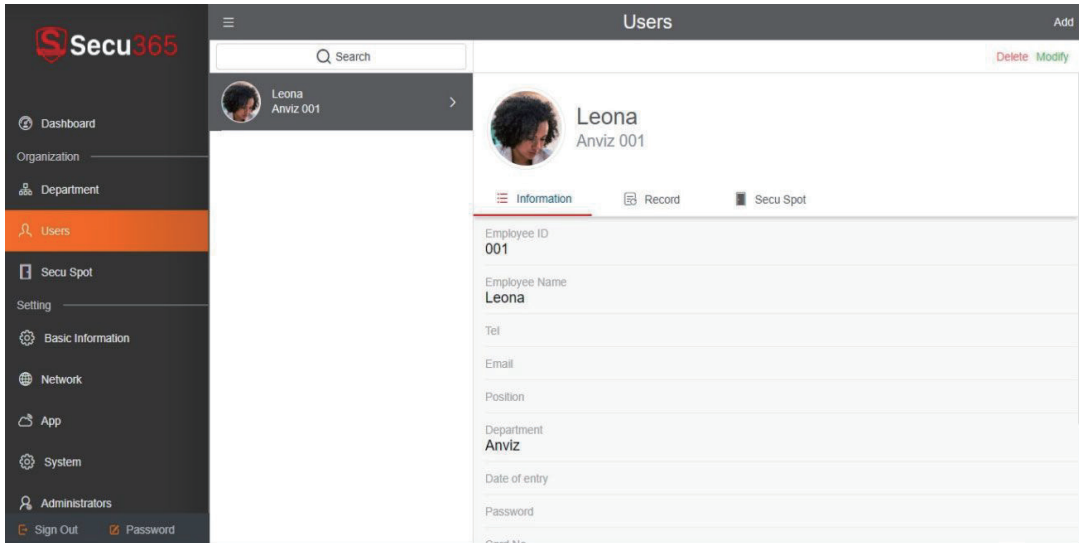 Secu365
Dashboard
Organization
Department
Users
Secu Spot
Setting
Basic Information
Network
App
System
Administrators
Sign Out
Password
Users
Add
Search
Delete Modify
Leona
Anviz 001
Leona
Anviz 001
Information
Record
Secu Spot
Employee ID
001
Employee Name
Leona
Tel
Email
Position
Department
Anviz
Date of entry
Password
Card No